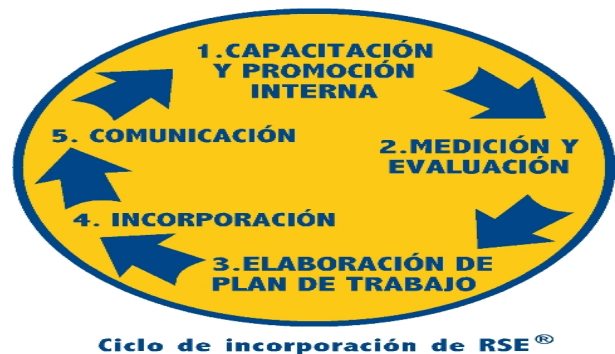 1.CAPACITACIÓN
Y PROMOCIÓN
INTERNA
2.MEDICIÓN Y
EVALUACIÓN
3.ELABORACIÓN DE
PLAN DE TRABAJO
4. INCORPORACIÓN
5. COMUNICACIÓN
Ciclo de incorporación de RSE®